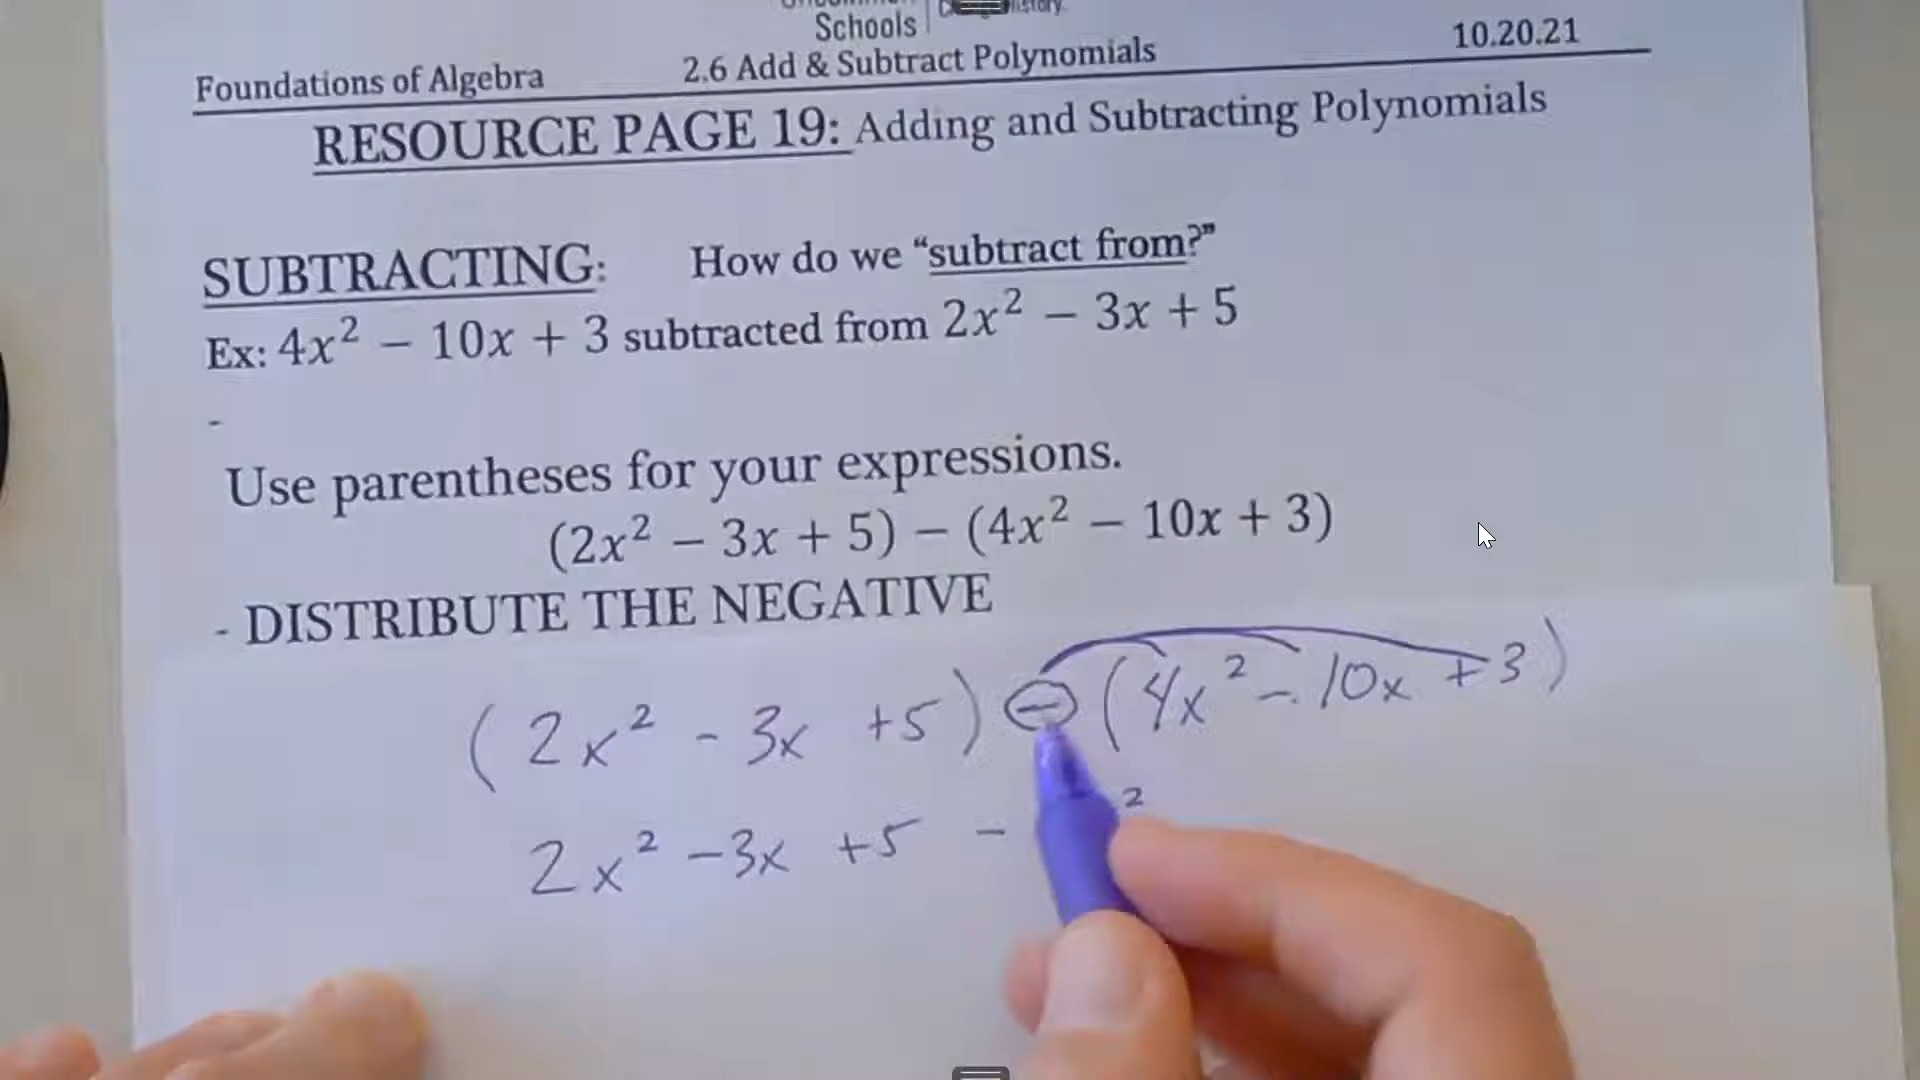 Schools
Foundations of Algebra 2.6 Add & Subtract Polynomials 10.20.21
RESOURCE PAGE 19: Adding and Subtracting Polynomials
SUBTRACTING: How do we “subtract from?”
Ex: 4x² − 10x + 3 subtracted from 2x² − 3x + 5
-
Use parentheses for your expressions.
(2x² − 3x + 5) − (4x² − 10x + 3)
- DISTRIBUTE THE NEGATIVE
(2x² - 3x +5) - (4x² - 10x +3)
2x² -3x +5 - ²